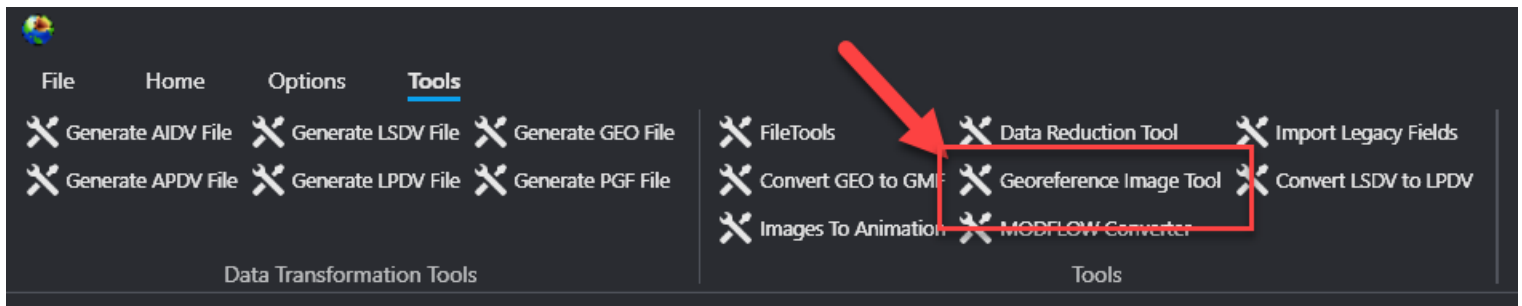 File Home Options Tools
Generate AIDV File Generate LSDV File Generate GEO File FileTools Data Reduction Tool Import Legacy Fields
Generate APDV File Generate LPDV File Generate PGF File Convert GEO to GMF Georeference Image Tool Convert LSDV to LPDV
Images To Animation MODFLOW Converter
Data Transformation Tools Tools